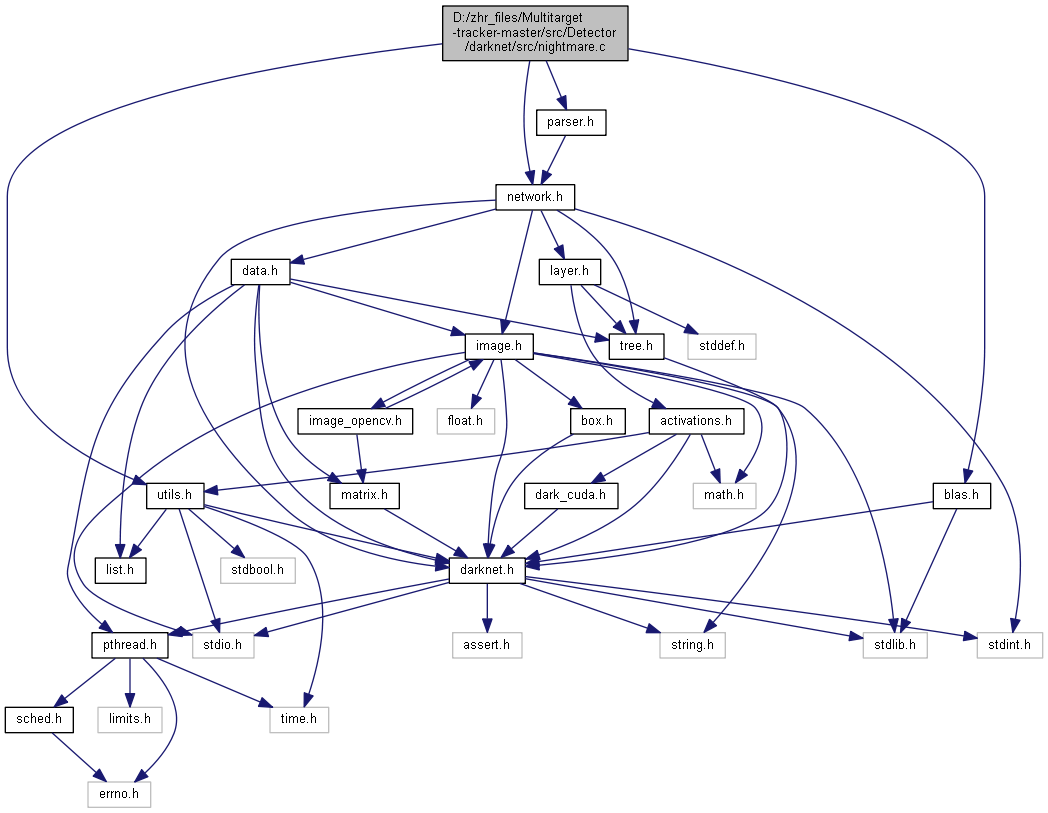 D:/zhr_files/Multitarget
-tracker-master/src/Detector
/darknet/src/nightmare.c
parser.h
network.h
data.h
layer.h
image.h
tree.h
stddef.h
image_opencv.h
float.h
box.h
activations.h
utils.h
matrix.h
dark_cuda.h
math.h
blas.h
list.h
stdbool.h
darknet.h
pthread.h
stdio.h
assert.h
string.h
stdlib.h
stdint.h
sched.h
limits.h
time.h
errno.h